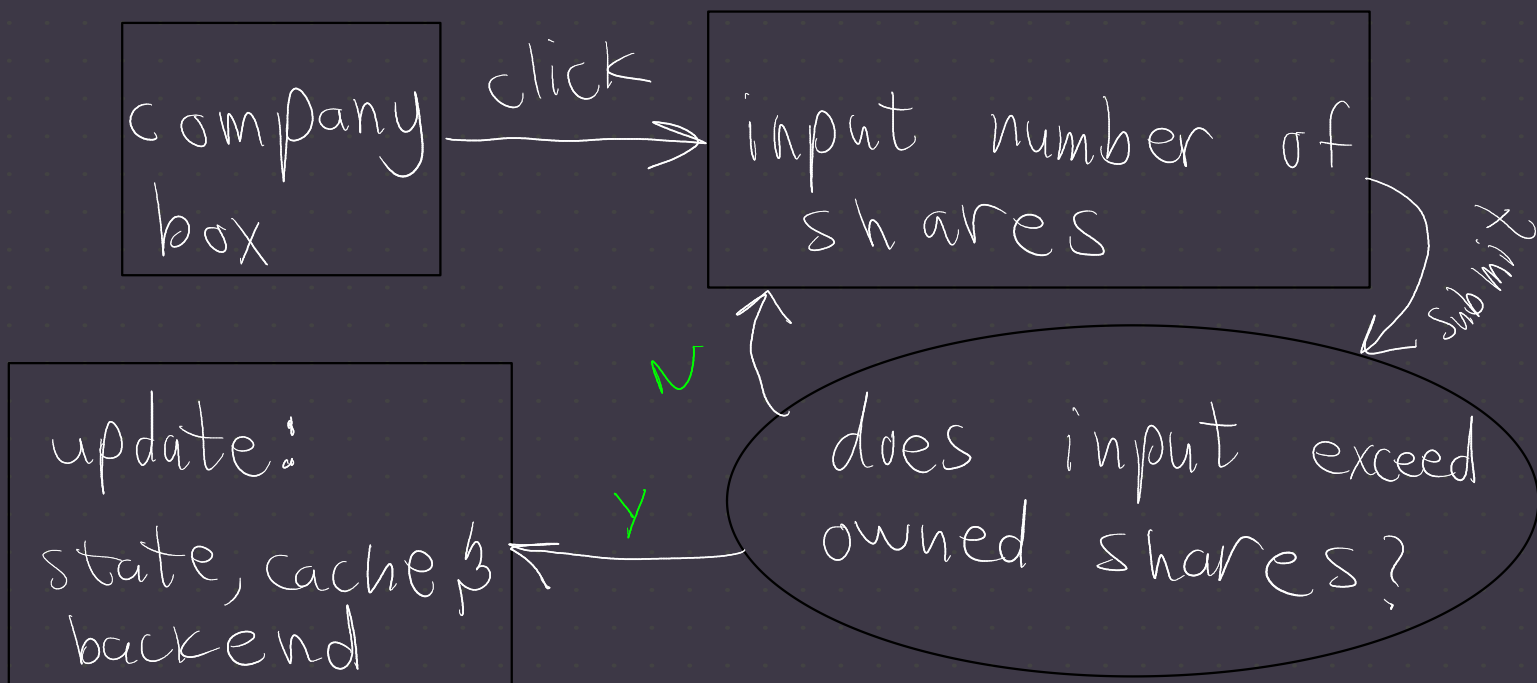 company
box
click
input number of
shares
submit
does input exceed
owned shares?
N
Y
update:
state, cache &
backend